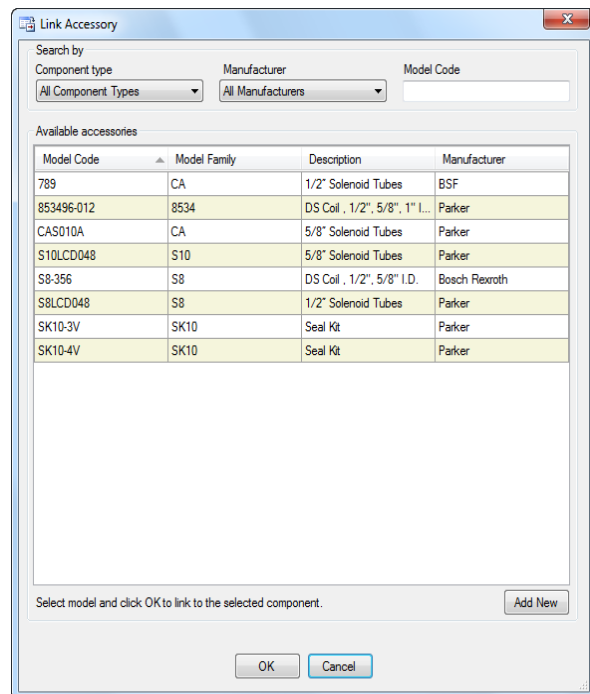 Link Accessory
Search by
Component type Manufacturer Model Code
All Component Types All Manufacturers
Available accessories
Model Code Model Family Description Manufacturer
789 CA 1/2" Solenoid Tubes BSF
853496-012 8534 DS Coil , 1/2", 5/8", 1" I... Parker
CAS010A CA 5/8" Solenoid Tubes Parker
S10LCD048 S10 5/8" Solenoid Tubes Parker
S8-356 S8 DS Coil , 1/2", 5/8" I.D. Bosch Rexroth
S8LCD048 S8 1/2" Solenoid Tubes Parker
SK10-3V SK10 Seal Kit Parker
SK10-4V SK10 Seal Kit Parker
Select model and click OK to link to the selected component. Add New
OK Cancel